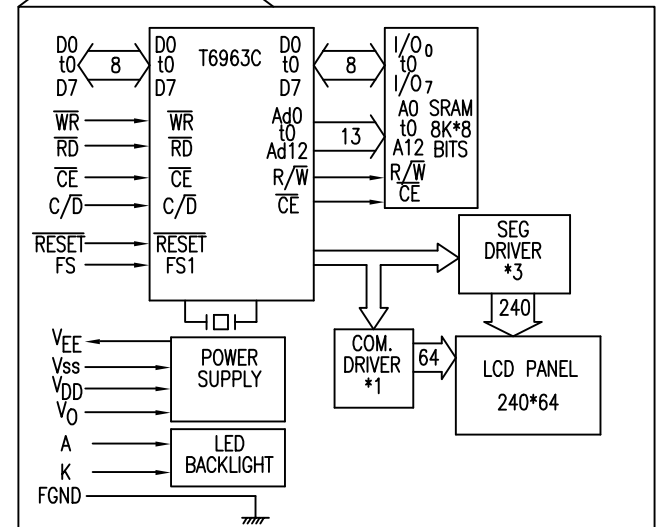 D0
t0
D7
8
D0
t0
D7
T6963C
D0
t0
D7
8
I/O0
t0
I/O7
WR
RD
CE
C/D
RESET
FS
WR
RD
CE
C/D
RESET
FS1
Ad0
t0
Ad12
R/W
CE
13
A0 SRAM
t0 8K*8
A12 BITS
R/W
CE
SEG
DRIVER
*3
240
COM.
DRIVER
*1
64
LCD PANEL
240*64
VEE
Vss
VDD
VO
POWER
SUPPLY
A
K
LED
BACKLIGHT
FGND